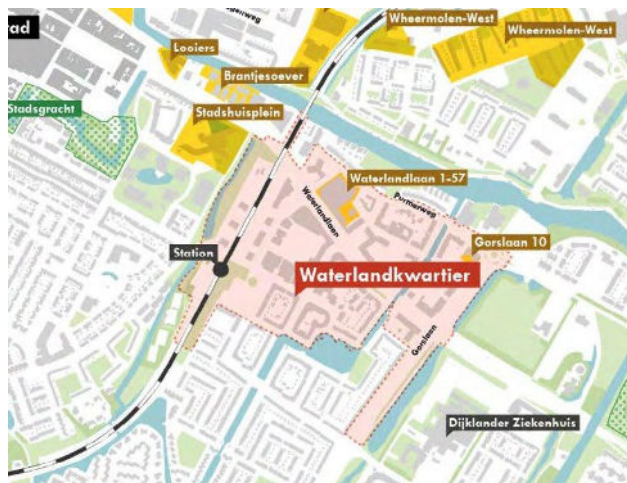 rad
Wheermolen-West
Wheermolen-West
Looiers
Brantjesoever
Stadsgracht
Stadshuisplein
Waterlandlaan 1-57
Waterlandlaan
Purmerweg
Station
Gorslaan 10
Waterlandkwartier
Gorslaan
Dijklander Ziekenhuis